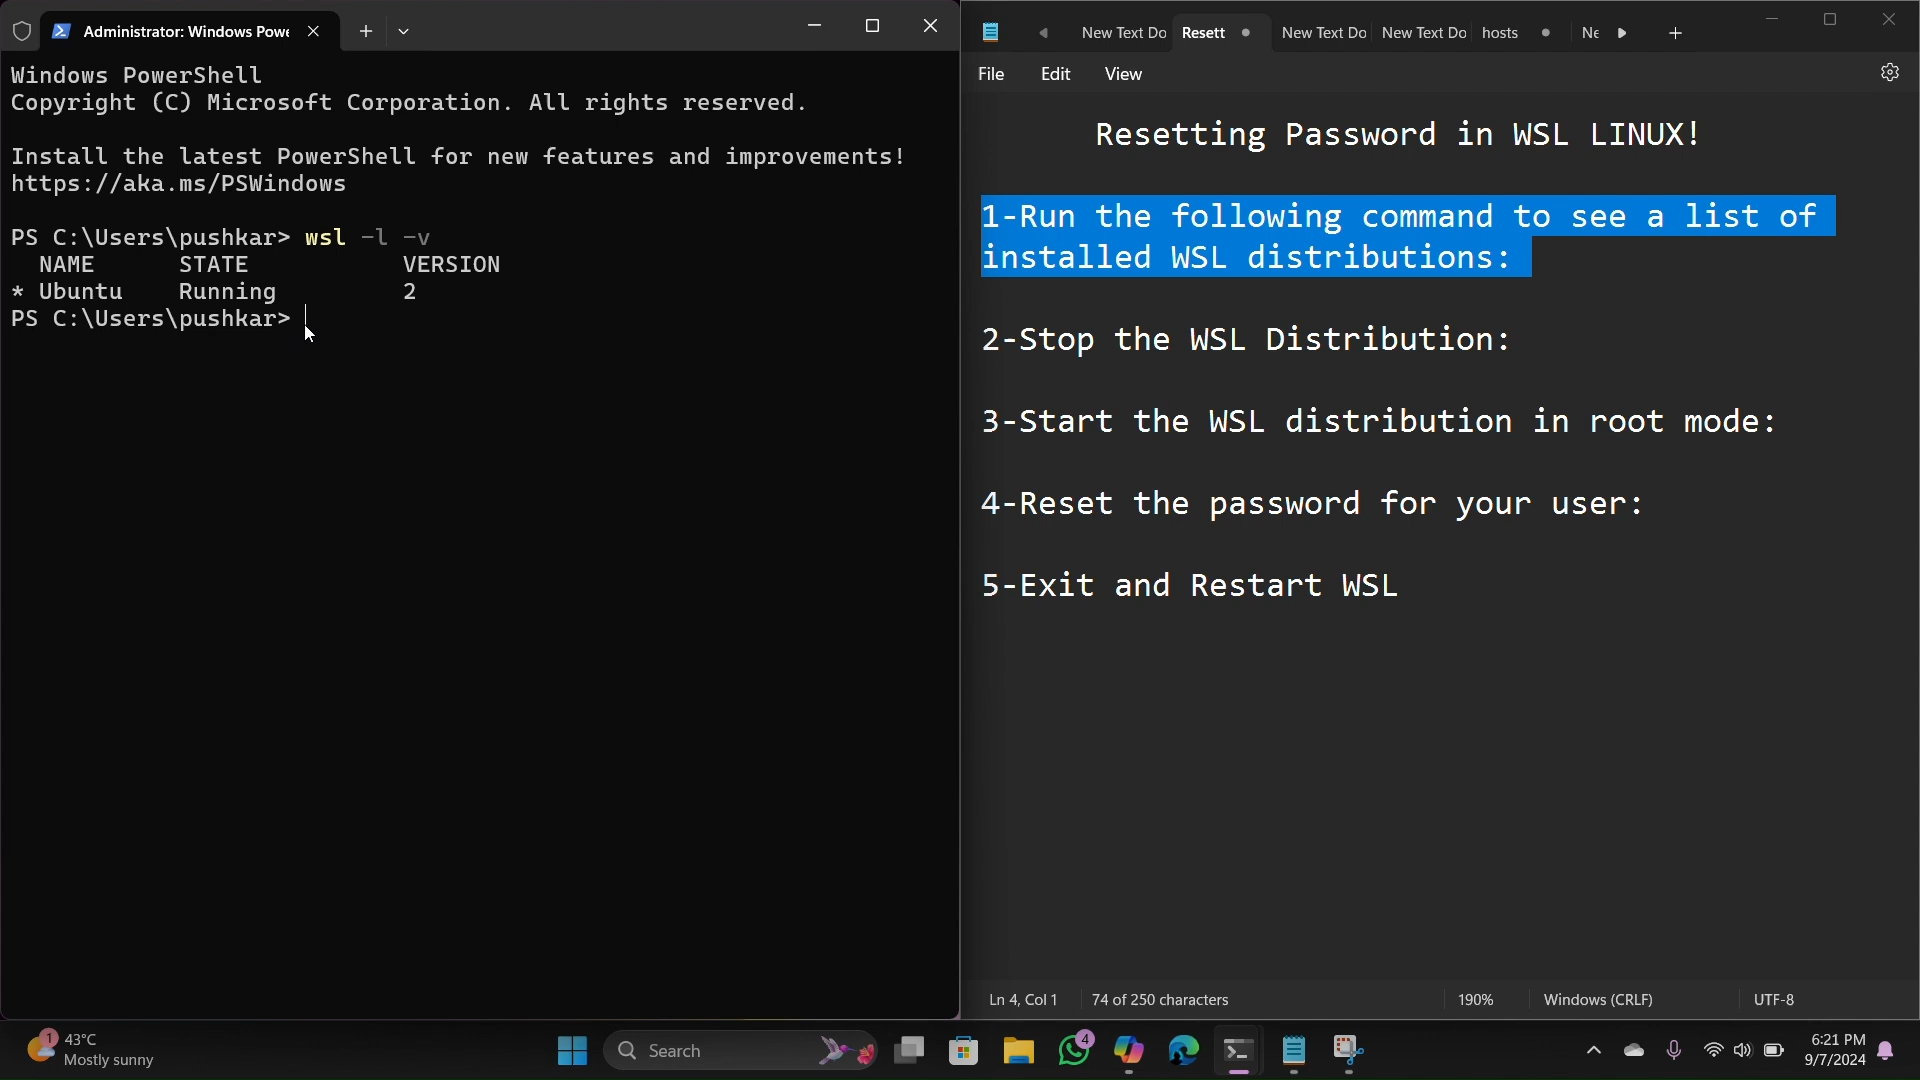 Administrator: Windows Powe
Windows PowerShell
Copyright (C) Microsoft Corporation. All rights reserved.
Install the latest PowerShell for new features and improvements!
https://aka.ms/PSWindows
PS C:\Users\pushkar> wsl -l -v
NAME STATE VERSION
* Ubuntu Running 2
PS C:\Users\pushkar>
New Text Do Resett New Text Do New Text Do hosts Ne
File Edit View
Resetting Password in WSL LINUX!
1-Run the following command to see a list of
installed WSL distributions:
2-Stop the WSL Distribution:
3-Start the WSL distribution in root mode:
4-Reset the password for your user:
5-Exit and Restart WSL
Ln 4, Col 1 74 of 250 characters 190% Windows (CRLF) UTF-8
1
43°C
Mostly sunny
Search
4
6:21 PM
9/7/2024